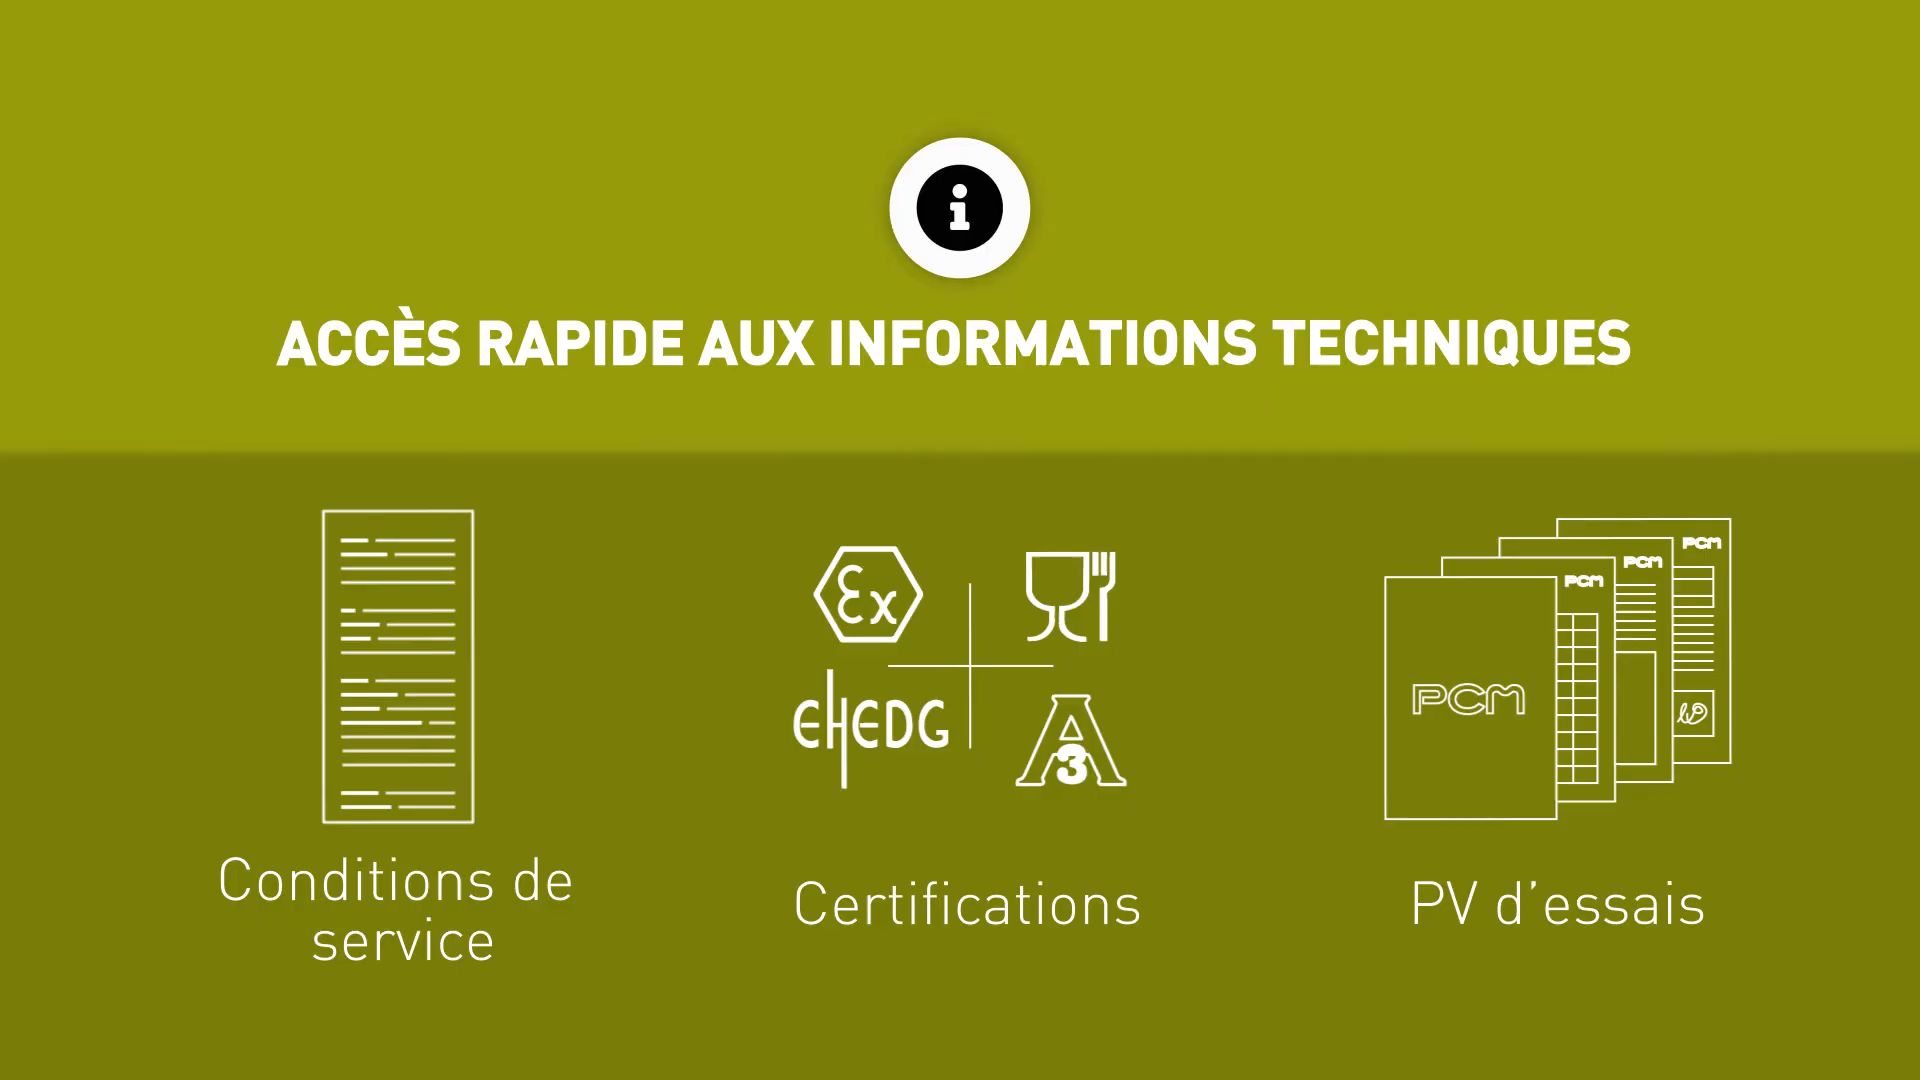 i
ACCÈS RAPIDE AUX INFORMATIONS TECHNIQUES
Ex
EHEDG
A
3
PCM
PCM
PCM
PCM
Conditions de
service
Certifications
PV d’essais